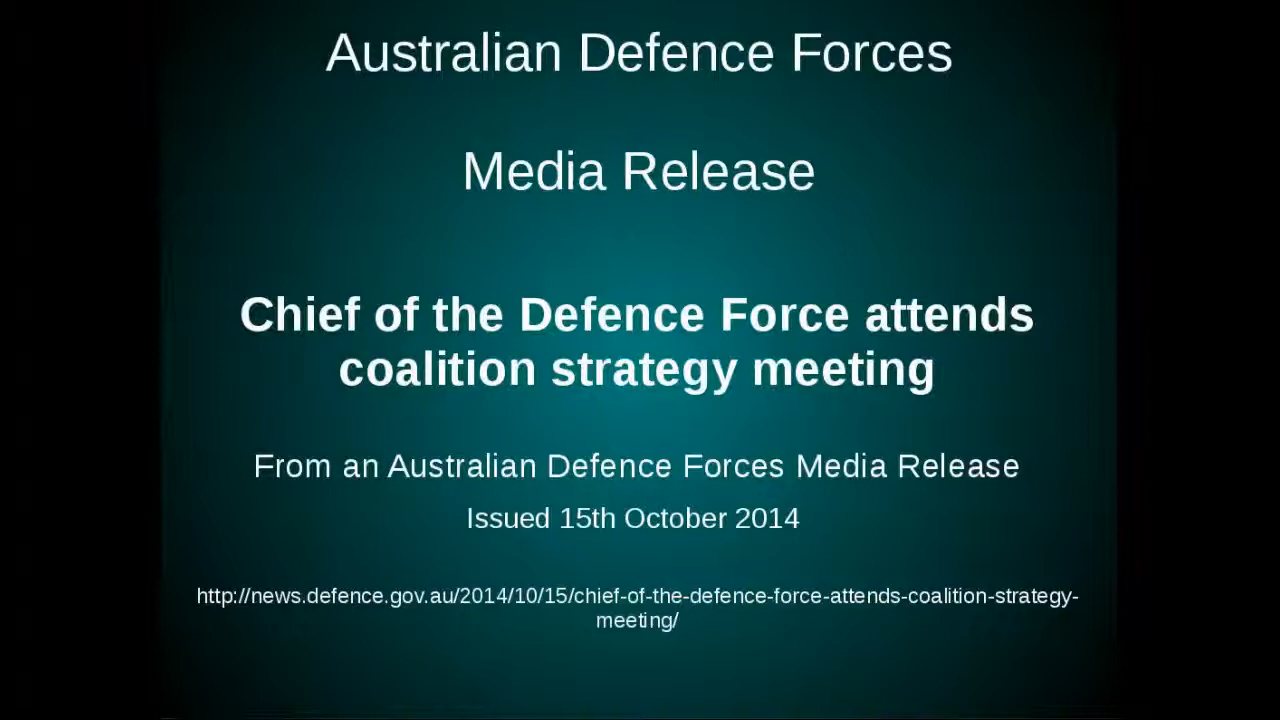 Australian Defence Forces
Media Release
Chief of the Defence Force attends
coalition strategy meeting
From an Australian Defence Forces Media Release
Issued 15th October 2014
http://news.defence.gov.au/2014/10/15/chief-of-the-defence-force-attends-coalition-strategy-
meeting/